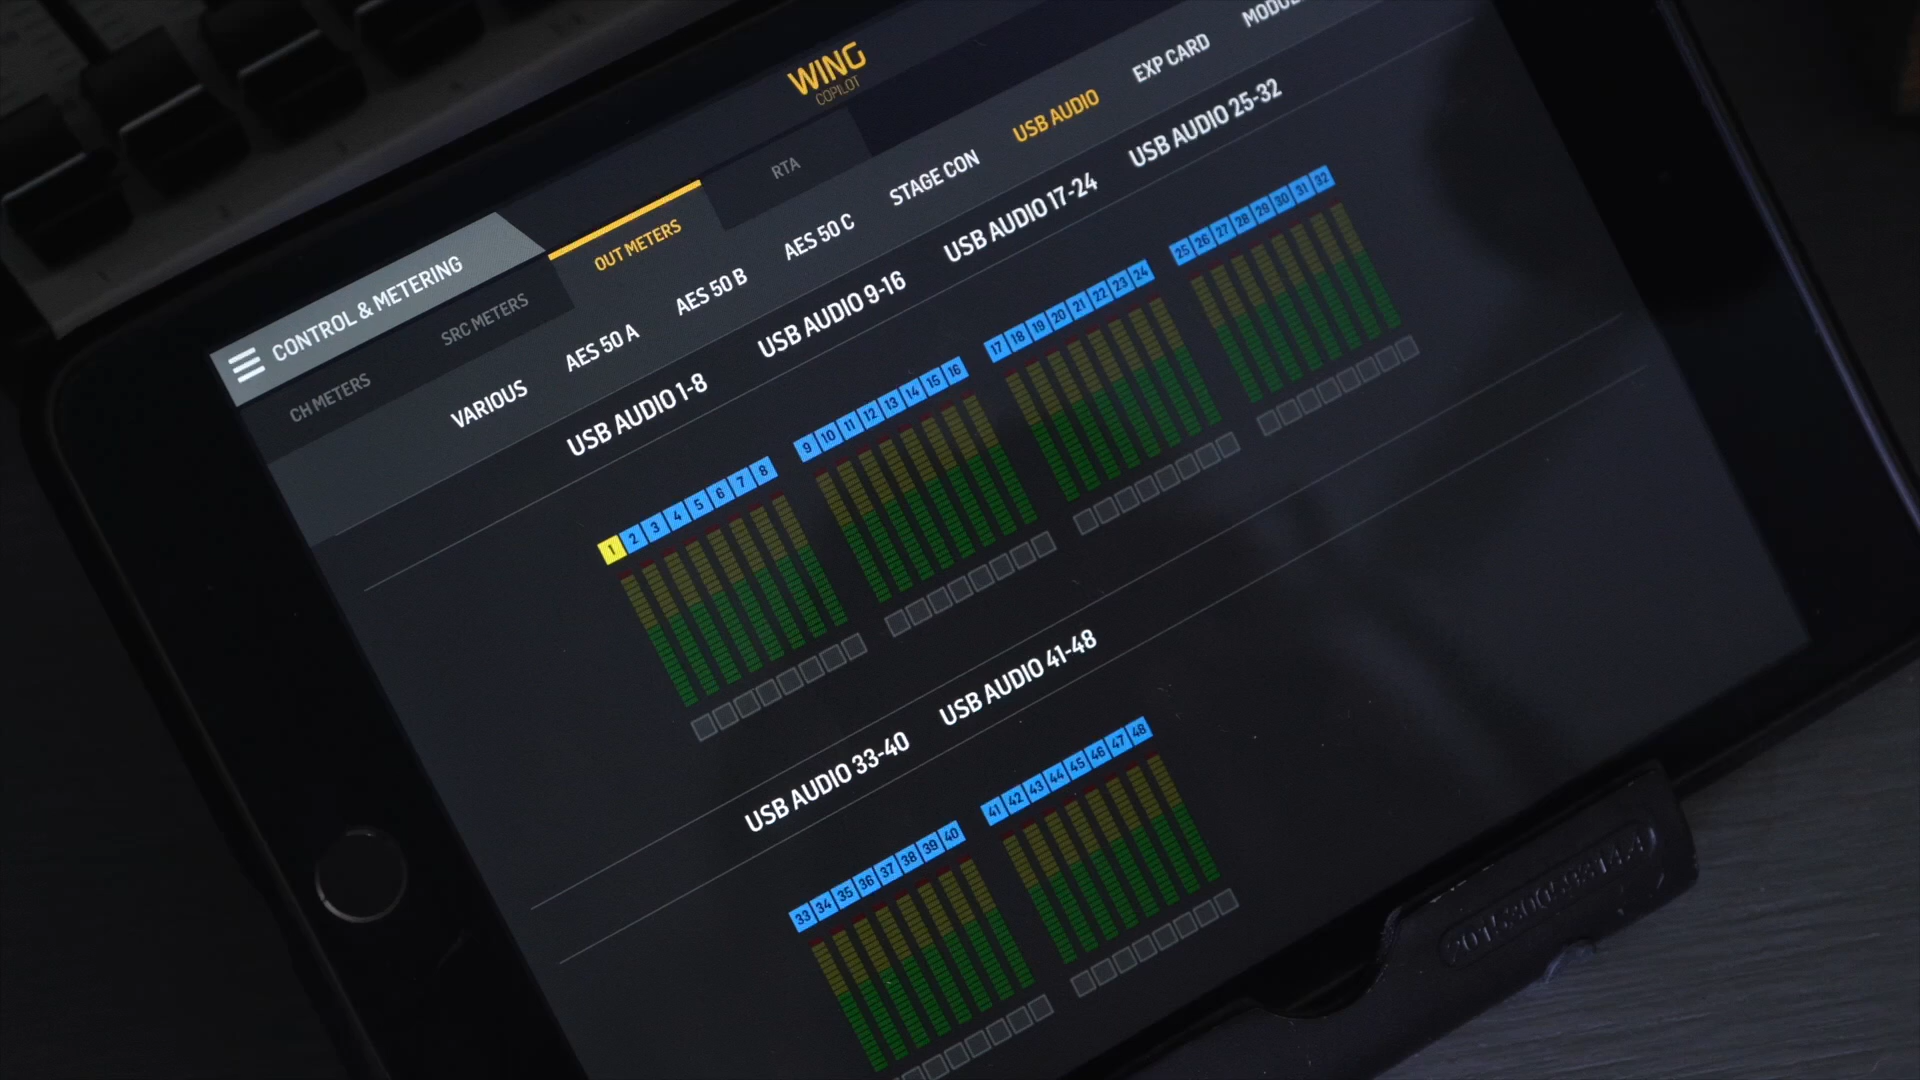 WING
COPILOT
CONTROL & METERING
CH METERS
SRC METERS
OUT METERS
RTA
VARIOUS
AES 50 A
AES 50 B
AES 50 C
STAGE CON
USB AUDIO
EXP CARD
USB AUDIO 1-8
USB AUDIO 9-16
USB AUDIO 17-24
USB AUDIO 25-32
1 2 3 4 5 6 7 8
9 10 11 12 13 14 15 16
17 18 19 20 21 22 23 24
25 26 27 28 29 30 31 32
USB AUDIO 33-40
USB AUDIO 41-48
33 34 35 36 37 38 39 40
41 42 43 44 45 46 47 48